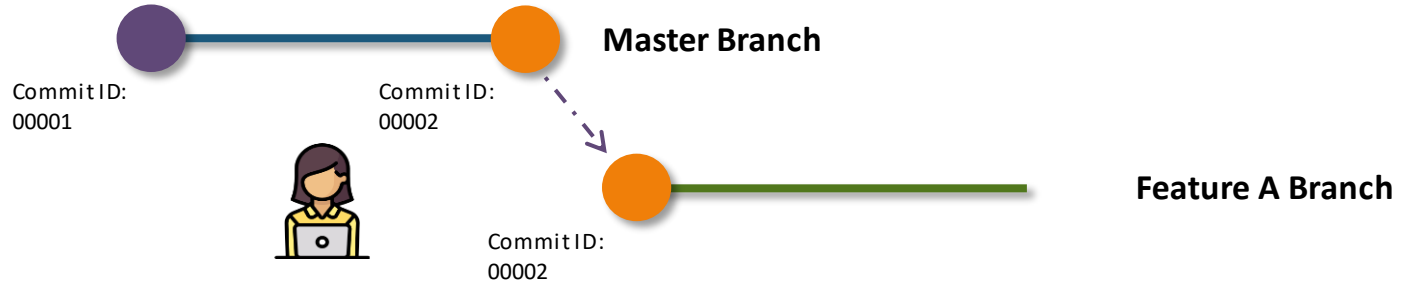 Master Branch
Commit ID:
00001
Commit ID:
00002
Feature A Branch
Commit ID:
00002